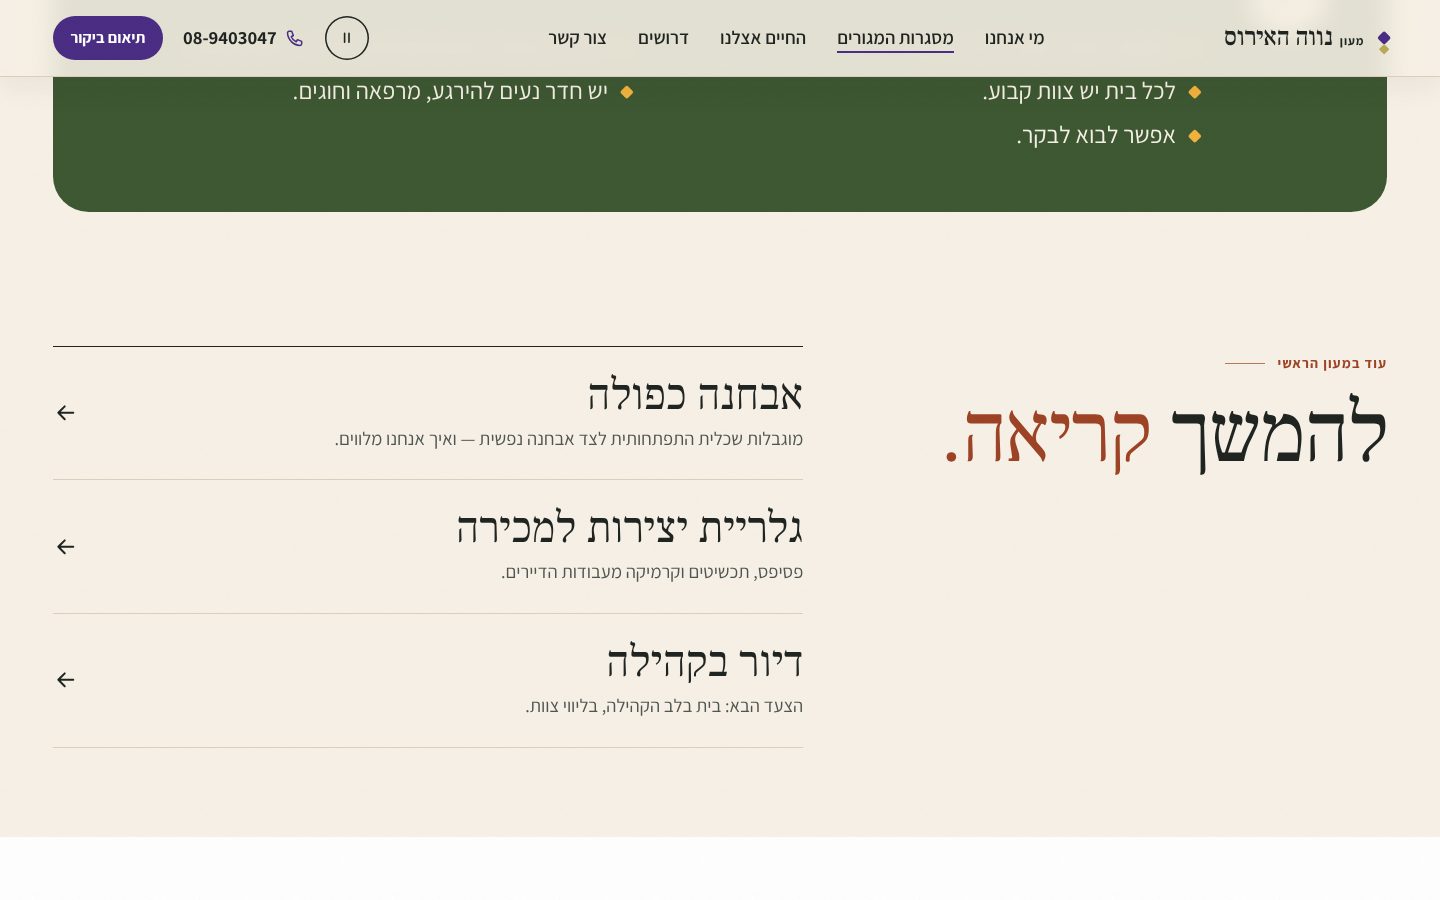 מעון נווה האירוס
מי אנחנו
מסגרות המגורים
החיים אצלנו
דרושים
צור קשר
08-9403047
תיאום ביקור
לכל בית יש צוות קבוע.
אפשר לבוא לבקר.
יש חדר נעים להירגע, מרפאה וחוגים.
עוד במעון הראשי
להמשך קריאה.
אבחנה כפולה
מוגבלות שכלית התפתחותית לצד אבחנה נפשית — ואיך אנחנו מלווים.
גלריית יצירות למכירה
פסיפס, תכשיטים וקרמיקה מעבודות הדיירים.
דיור בקהילה
הצעד הבא: בית בלב הקהילה, בליווי צוות.